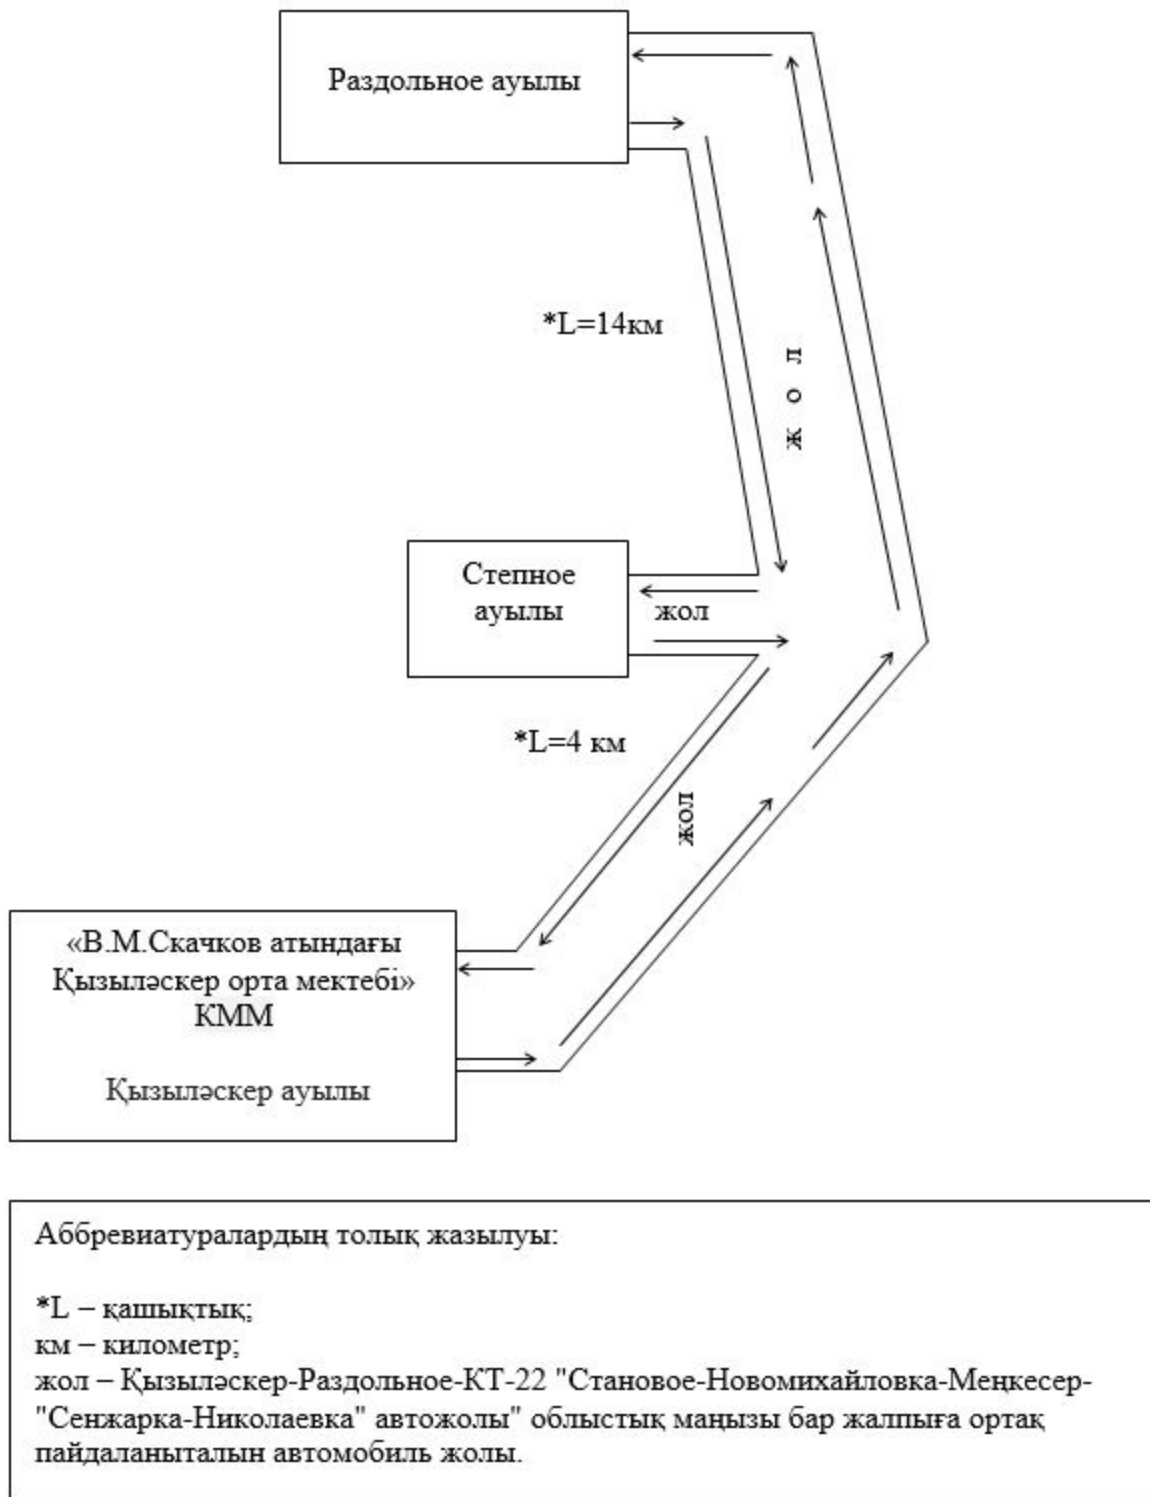 Раздольное ауылы
*L=14км
ж о л
Степное
ауылы
жол
*L=4 км
жол
«В.М.Скачков атындағы
Қызыләскер орта мектебі»
КММ
Қызыләскер ауылы
Аббревиатуралардың толық жазылуы:
*L – қашықтық;
км – километр;
жол – Қызыләскер-Раздольное-КТ-22 "Становое-Новомихайловка-Меңкесер-
"Сенжарка-Николаевка" автожолы" облыстық маңызы бар жалпыға ортақ
пайдаланыталын автомобиль жолы.